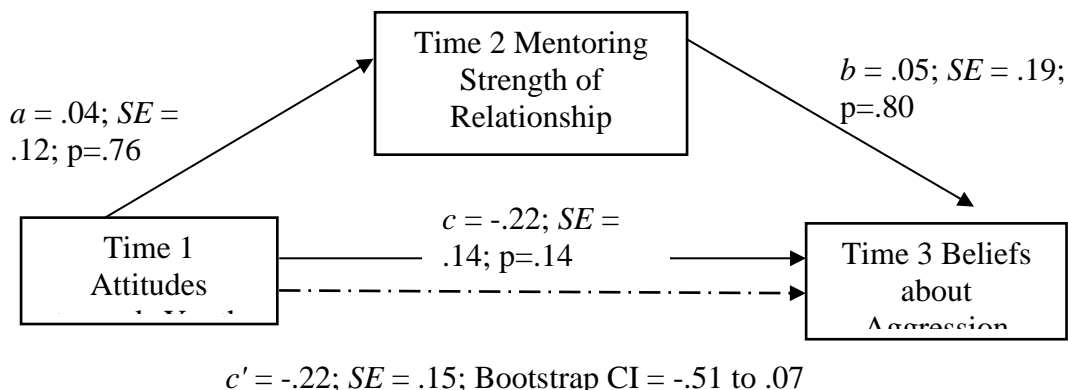 Time 2 Mentoring
Strength of
Relationship
a = .04; SE =
.12; p=.76
b = .05; SE = .19;
p=.80
c = -.22; SE =
.14; p=.14
Time 1
Attitudes
Time 3 Beliefs
about
Aggression
c' = -.22; SE = .15; Bootstrap CI = -.51 to .07